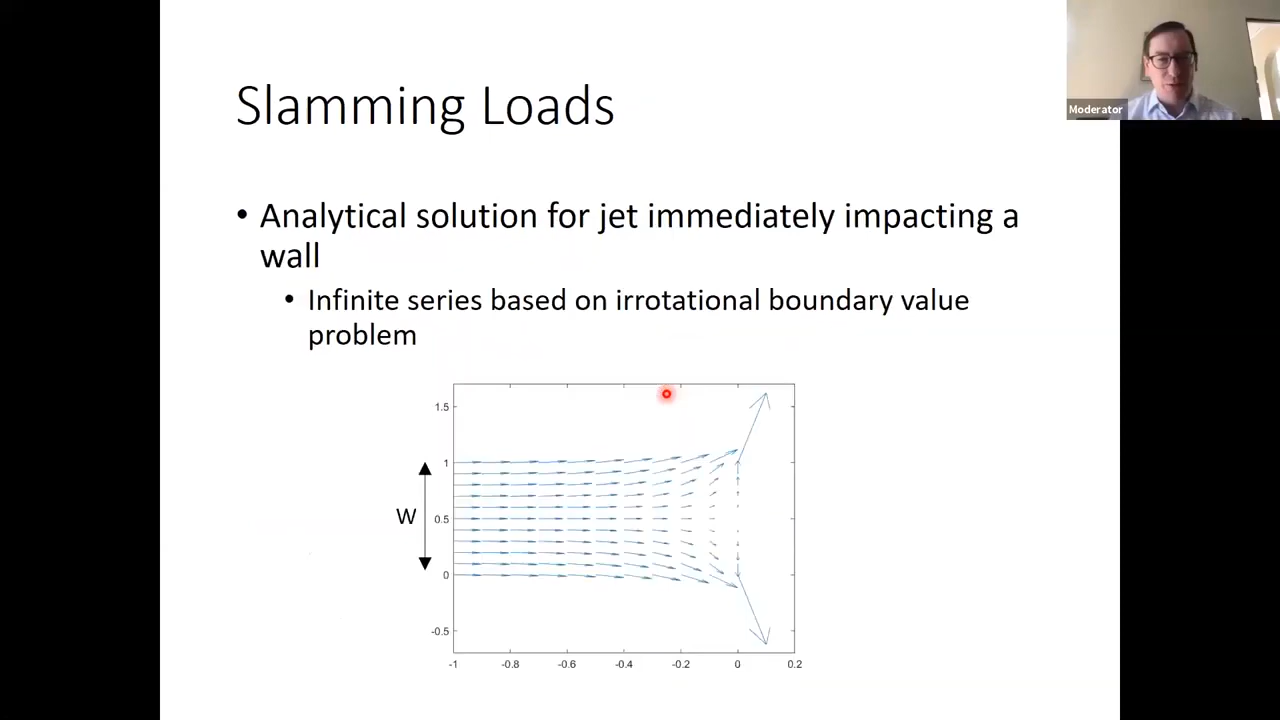 Slamming Loads
Moderator
• Analytical solution for jet immediately impacting a
wall
• Infinite series based on irrotational boundary value
problem
W
1.5
1
0.5
0
-0.5
-1 -0.8 -0.6 -0.4 -0.2 0 0.2